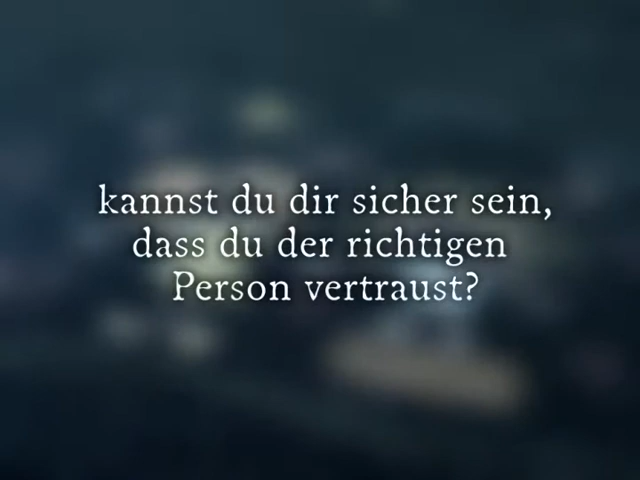 kannst du dir sicher sein,
dass du der richtigen
Person vertraust?